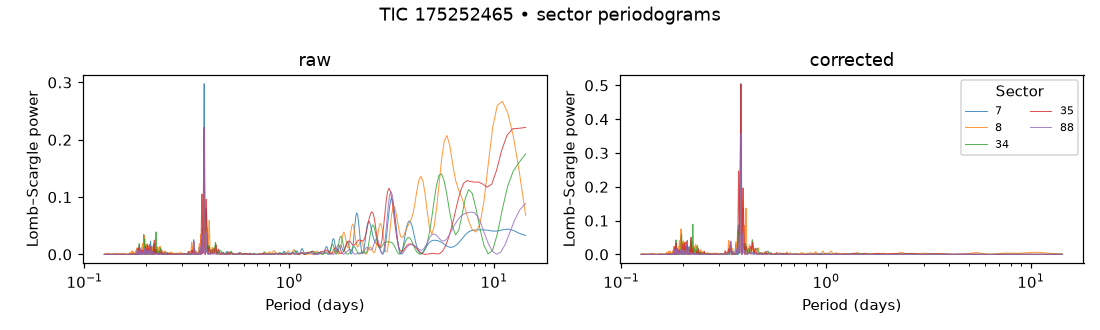 TIC 175252465 • sector periodograms
raw
Lomb–Scargle power
0.3
0.2
0.1
0.0
10⁻¹
10⁰
10¹
Period (days)
corrected
Lomb–Scargle power
0.5
0.4
0.3
0.2
0.1
0.0
10⁻¹
10⁰
10¹
Period (days)
Sector
7 35
8 88
34